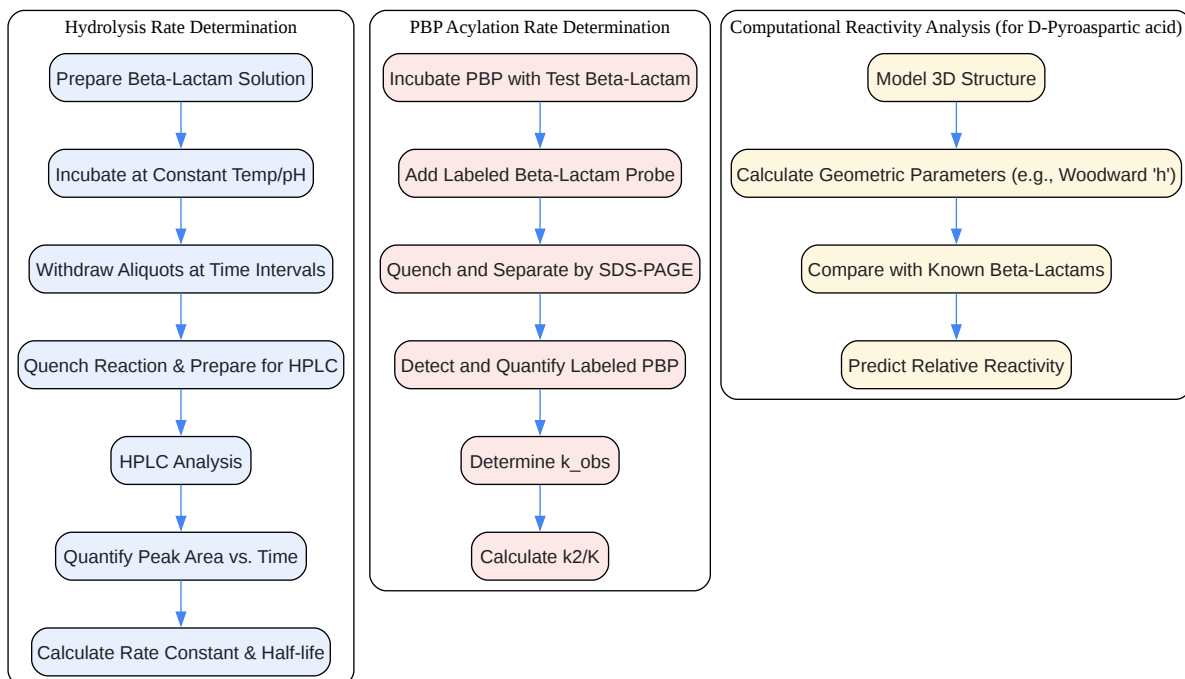 Hydrolysis Rate Determination
Prepare Beta-Lactam Solution
Incubate at Constant Temp/pH
Withdraw Aliquots at Time Intervals
Quench Reaction & Prepare for HPLC
HPLC Analysis
Quantify Peak Area vs. Time
Calculate Rate Constant & Half-life
PBP Acylation Rate Determination
Incubate PBP with Test Beta-Lactam
Add Labeled Beta-Lactam Probe
Quench and Separate by SDS-PAGE
Detect and Quantify Labeled PBP
Determine k_obs
Calculate k2/K
Computational Reactivity Analysis (for D-Pyroaspartic acid)
Model 3D Structure
Calculate Geometric Parameters (e.g., Woodward 'h')
Compare with Known Beta-Lactams
Predict Relative Reactivity